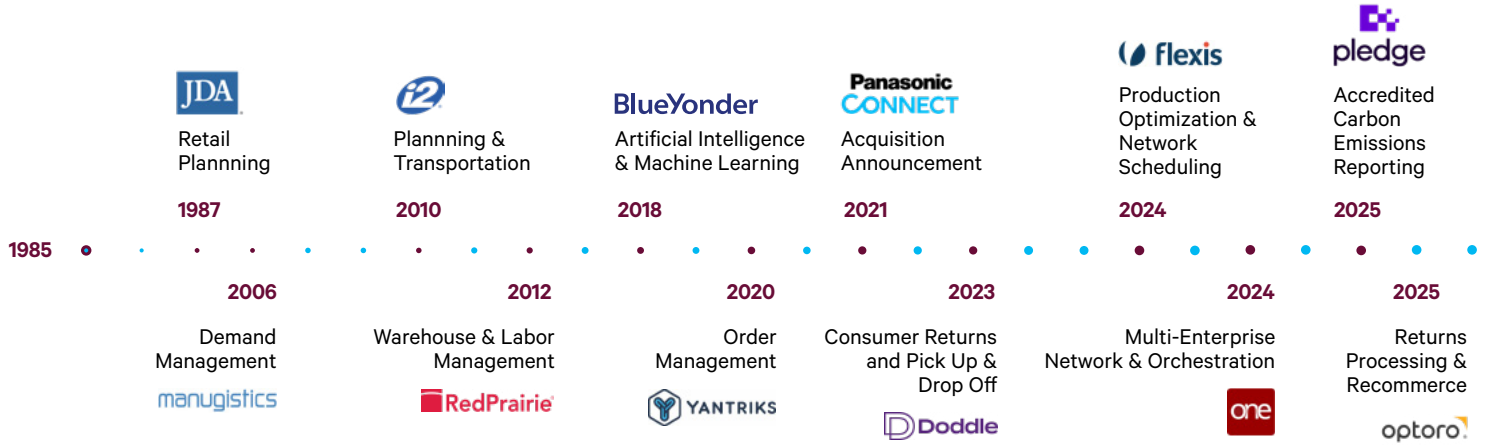 JDA
Retail
Plannning
1987
i2
Plannning &
Transportation
2010
BlueYonder
Artificial Intelligence
& Machine Learning
2018
Panasonic
CONNECT
Acquisition
Announcement
2021
flexis
Production
Optimization &
Network
Scheduling
2024
pledge
Accredited
Carbon
Emissions
Reporting
2025
1985
2006
Demand
Management
manugistics
2012
Warehouse & Labor
Management
RedPrairie
2020
Order
Management
YANTRIKS
2023
Consumer Returns
and Pick Up &
Drop Off
Doddle
2024
Multi-Enterprise
Network & Orchestration
one
2025
Returns
Processing &
Recommerce
optoro